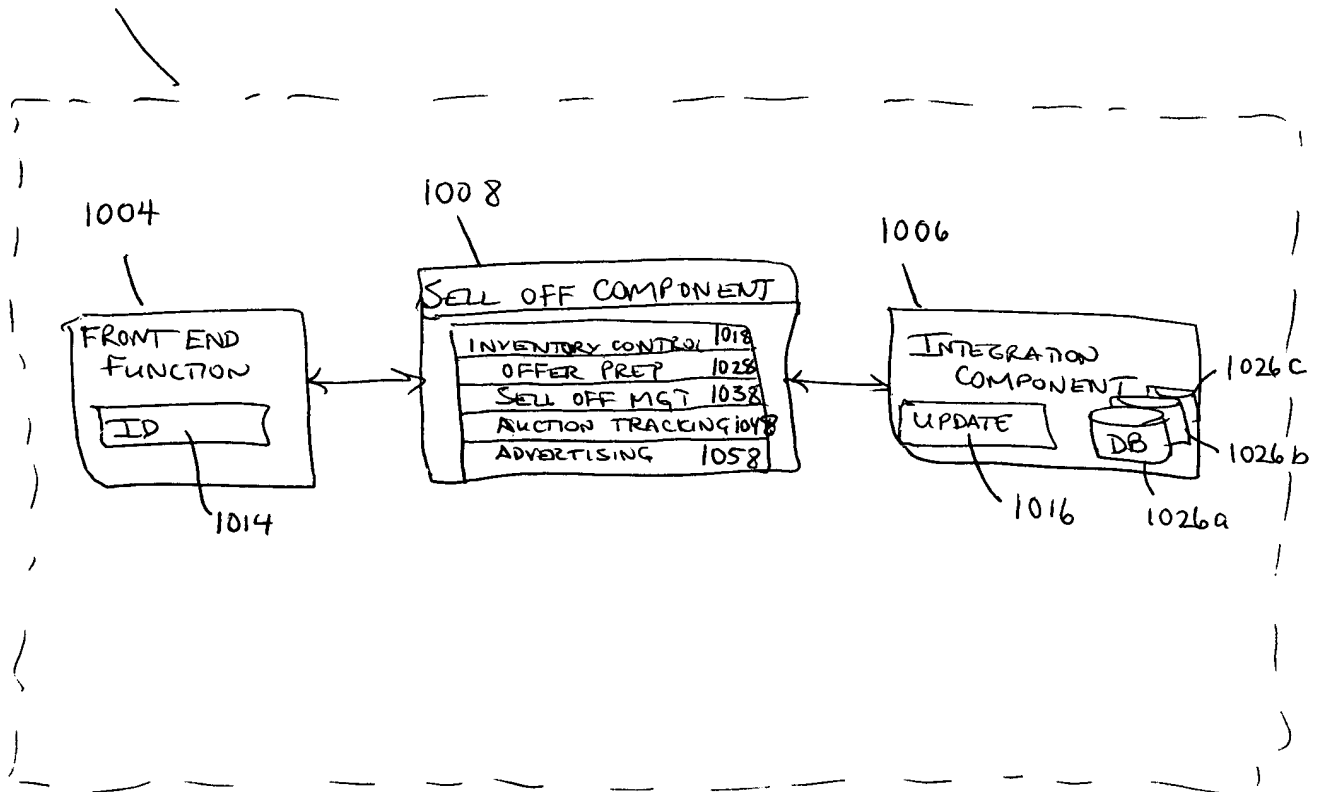 1004
FRONT END
FUNCTION
ID
1014
1008
SELL OFF COMPONENT
INVENTORY CONTROL 1018
OFFER PREP 1028
SELL OFF MGT 1038
AUCTION TRACKING 1048
ADVERTISING 1058
1006
INTEGRATION
COMPONENT
UPDATE
DB
1016
1026a
1026b
1026c